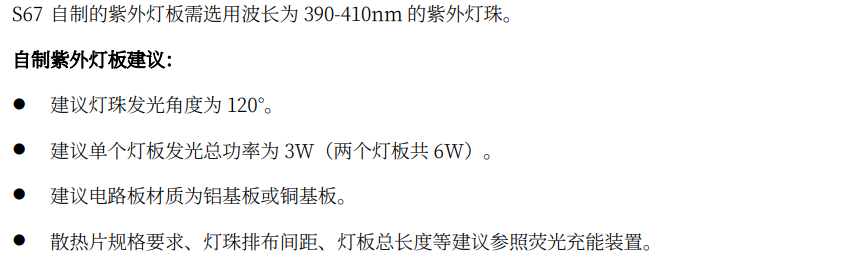 S67 自制的紫外灯板需选用波长为 390-410nm 的紫外灯珠。
自制紫外灯板建议：
● 建议灯珠发光角度为 120°。
● 建议单个灯板发光总功率为 3W（两个灯板共 6W）。
● 建议电路板材质为铝基板或铜基板。
● 散热片规格要求、灯珠排布间距、灯板总长度等建议参照荧光充能装置。